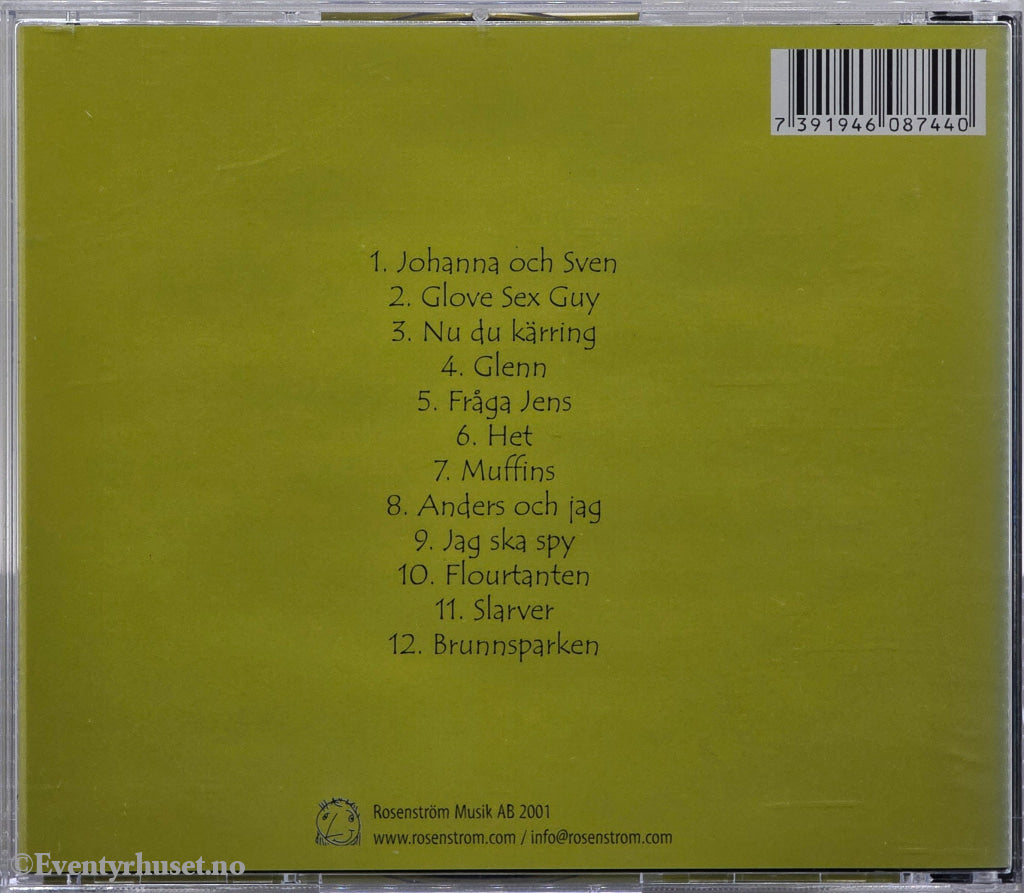 7 391946 087440
1. Johanna och Sven
2. Glove Sex Guy
3. Nu du kärring
4. Glenn
5. Fråga Jens
6. Het
7. Muffins
8. Anders och jag
9. Jag ska spy
10. Flourtanten
11. Slarver
12. Brunnsparken
Rosenström Musik AB 2001
www.rosenstrom.com / info@rosenstrom.com
©Eventyrhuset.no